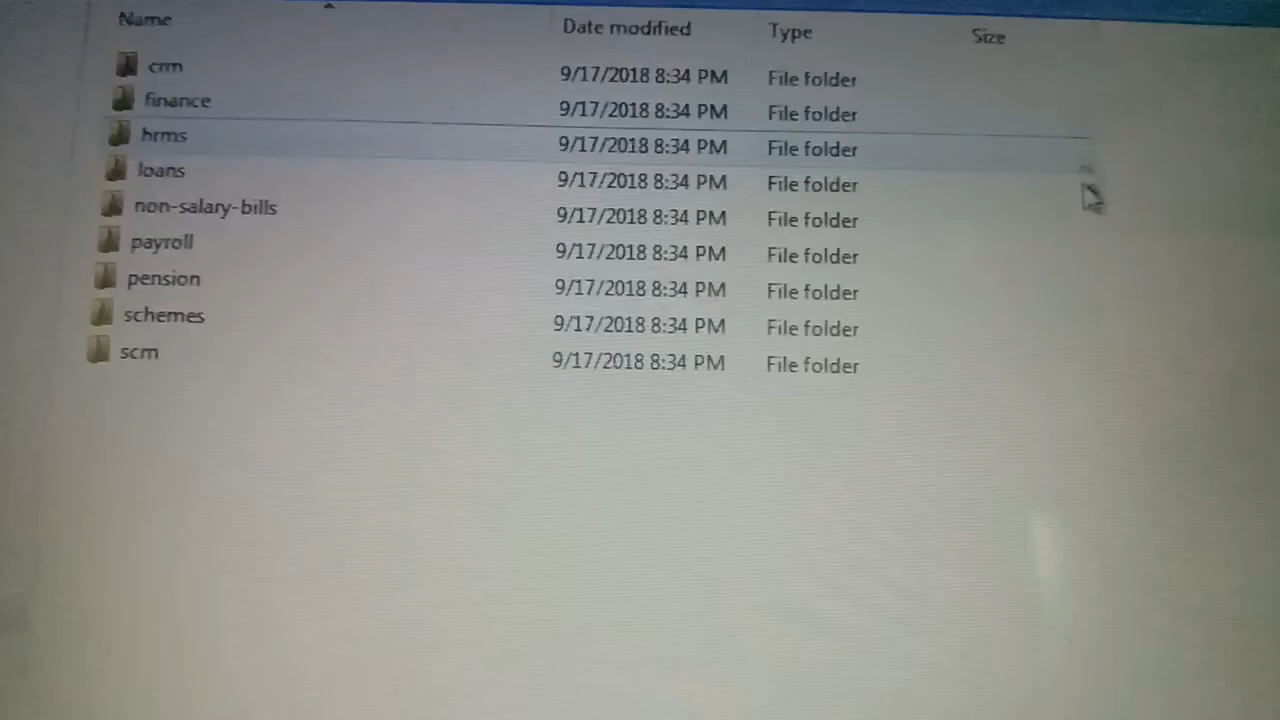 Name Date modified Type Size
crm 9/17/2018 8:34 PM File folder
finance 9/17/2018 8:34 PM File folder
hrms 9/17/2018 8:34 PM File folder
loans 9/17/2018 8:34 PM File folder
non-salary-bills 9/17/2018 8:34 PM File folder
payroll 9/17/2018 8:34 PM File folder
pension 9/17/2018 8:34 PM File folder
schemes 9/17/2018 8:34 PM File folder
scm 9/17/2018 8:34 PM File folder